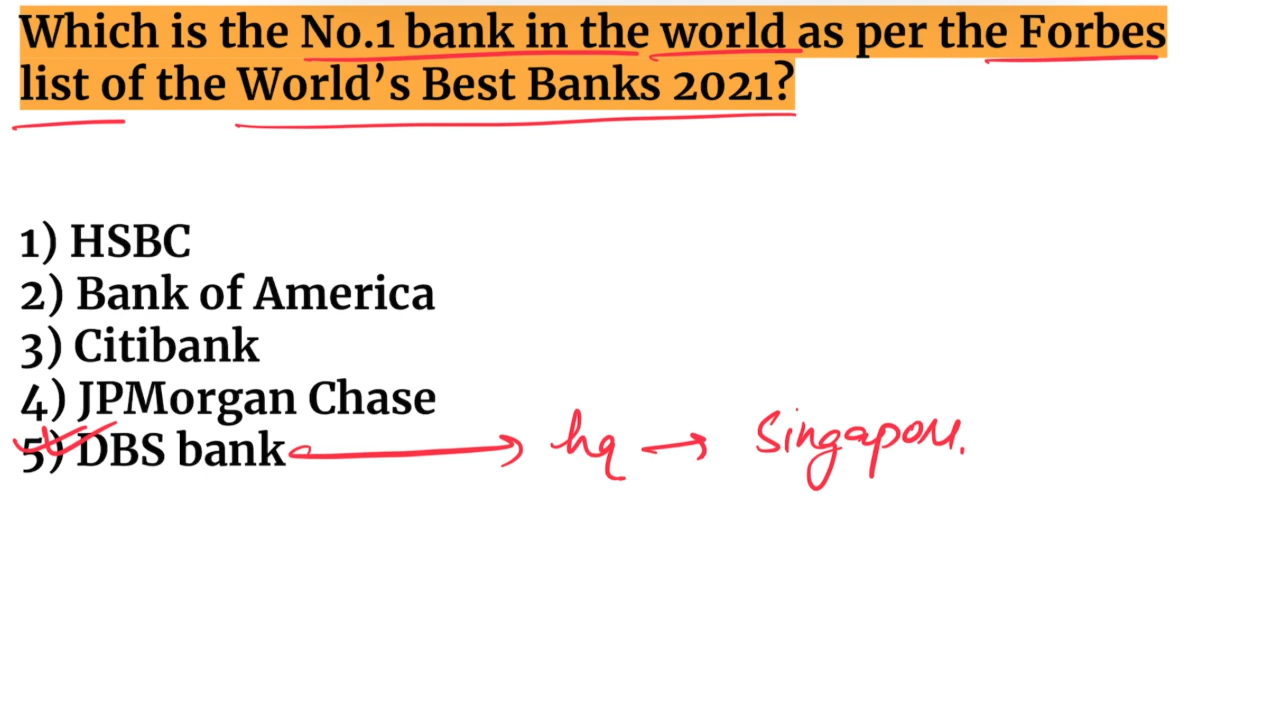 Which is the No.1 bank in the world as per the Forbes
list of the World’s Best Banks 2021?
1) HSBC
2) Bank of America
3) Citibank
4) JPMorgan Chase
5) DBS bank hq → Singapore.